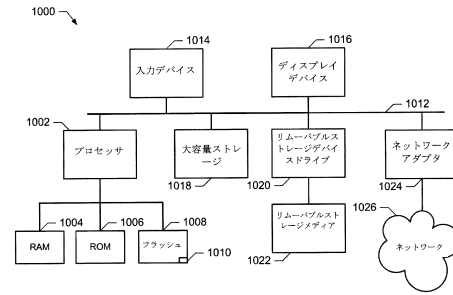 1000
1014
入力デバイス
1016
ディスプレイ
デバイス
1012
1002
プロセッサ
大容量ストレ
ージ
1018
リムーバブルス
トレージデバイ
スドライブ
1020
ネットワーク
アダプタ
1024
1004
RAM
1006
ROM
1008
フラッシュ
1010
リムーバブルスト
レージメディア
1022
1026
ネットワーク